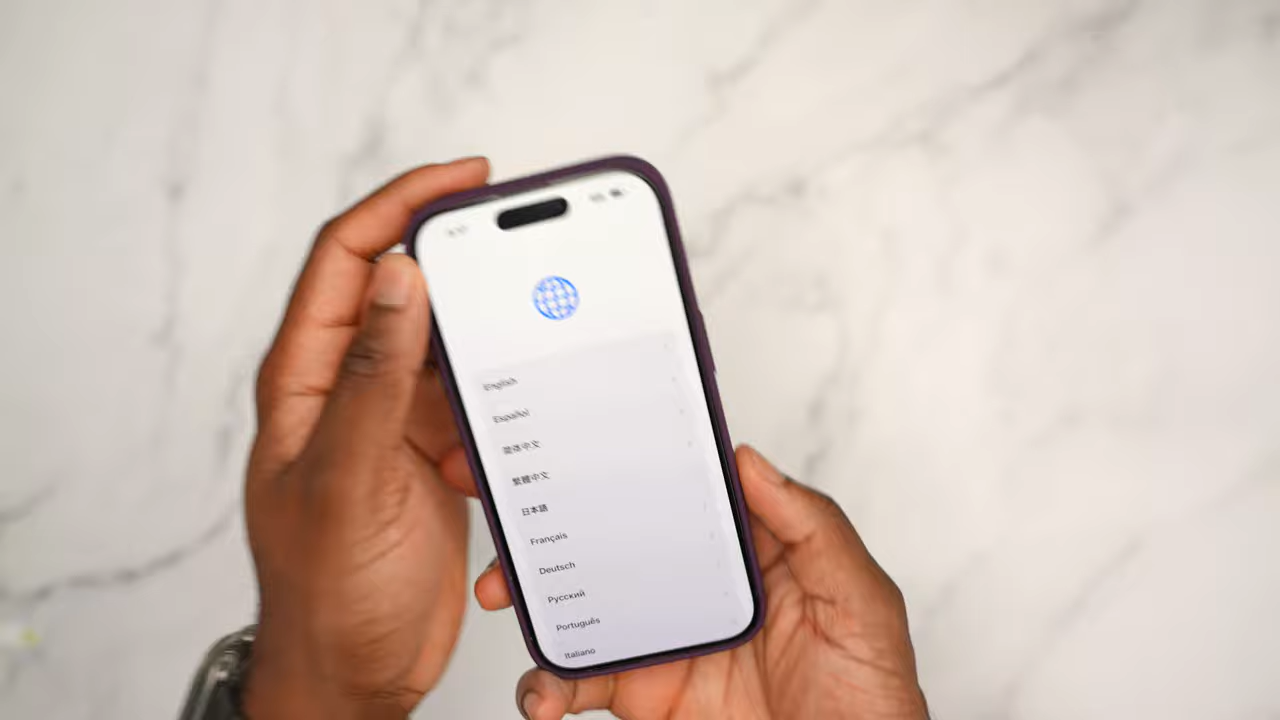 English
Español
简体中文
繁體中文
日本語
Français
Deutsch
Русский
Português
Italiano